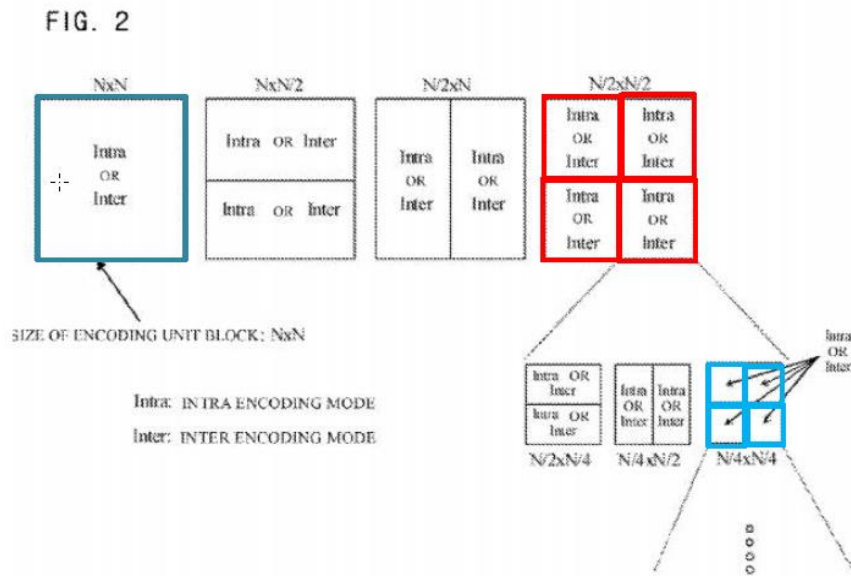 FIG. 2
NxN
NxN/2
N/2xN
N/2xN/2
Intra
OR
Inter
Intra OR Inter
Intra OR Inter
Intra
OR
Inter
Intra
OR
Inter
Intra
OR
Inter
Intra
OR
Inter
Intra
OR
Inter
Intra
OR
Inter
SIZE OF ENCODING UNIT BLOCK: NxN
Intra: INTRA ENCODING MODE
Inter: INTER ENCODING MODE
Intra OR
Inter
Intra OR
Inter
Intra
OR
Inter
Intra
OR
Inter
Intra
OR
Inter
N/2xN/4
N/4xN/2
N/4xN/4